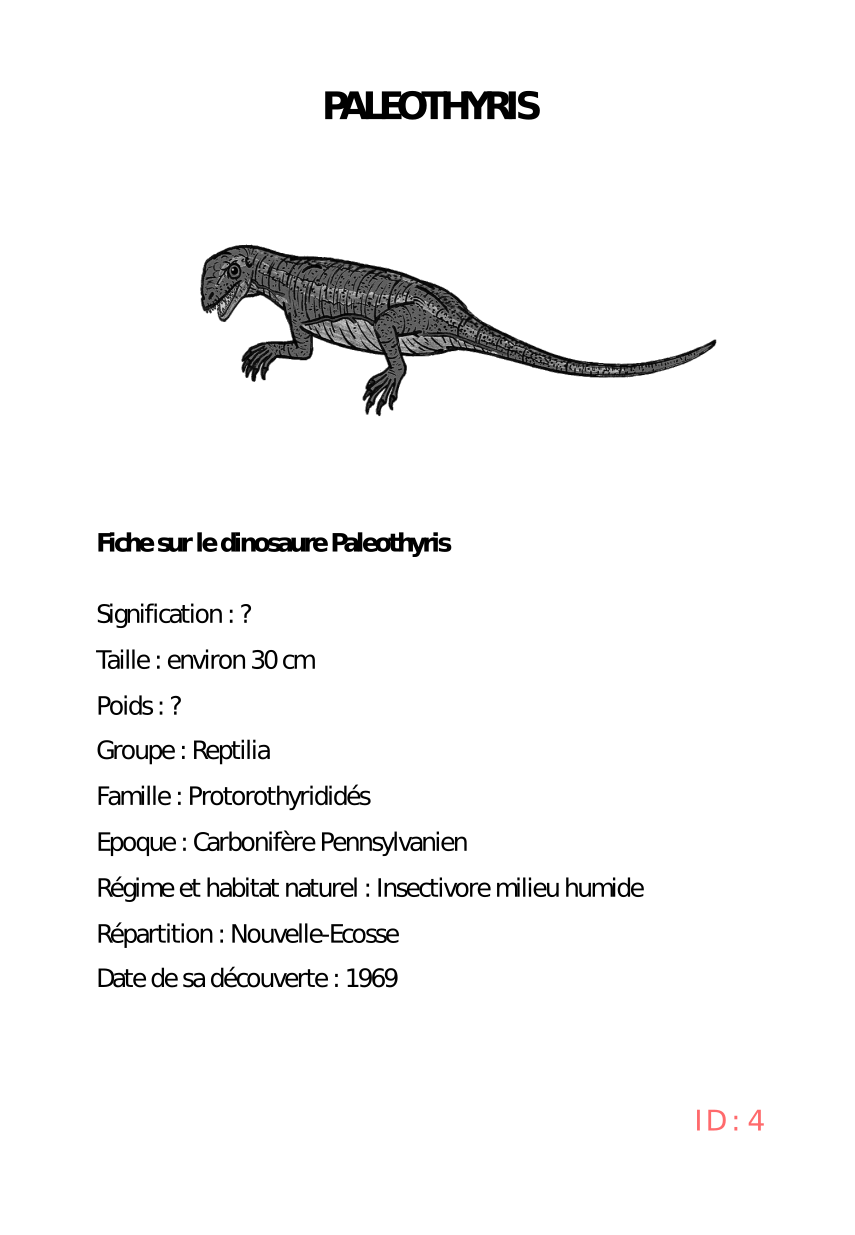 PALEOTHYRIS
Fiche sur le dinosaure Paleothyris
Signification : ?
Taille : environ 30 cm
Poids : ?
Groupe : Reptilia
Famille : Protorothyrididés
Epoque : Carbonifère Pennsylvanien
Régime et habitat naturel : Insectivore milieu humide
Répartition : Nouvelle-Ecosse
Date de sa découverte : 1969
ID : 4